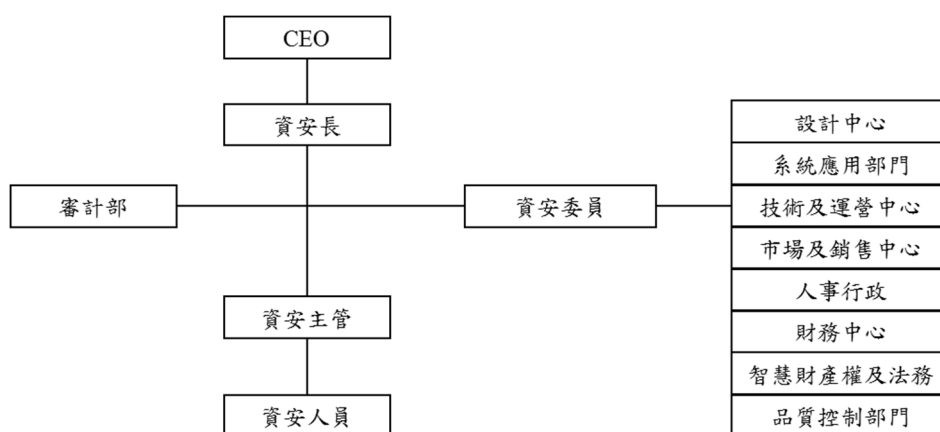 CEO
資安長
審計部
資安委員
資安主管
資安人員
設計中心
系統應用部門
技術及運營中心
市場及銷售中心
人事行政
財務中心
智慧財產權及法務
品質控制部門